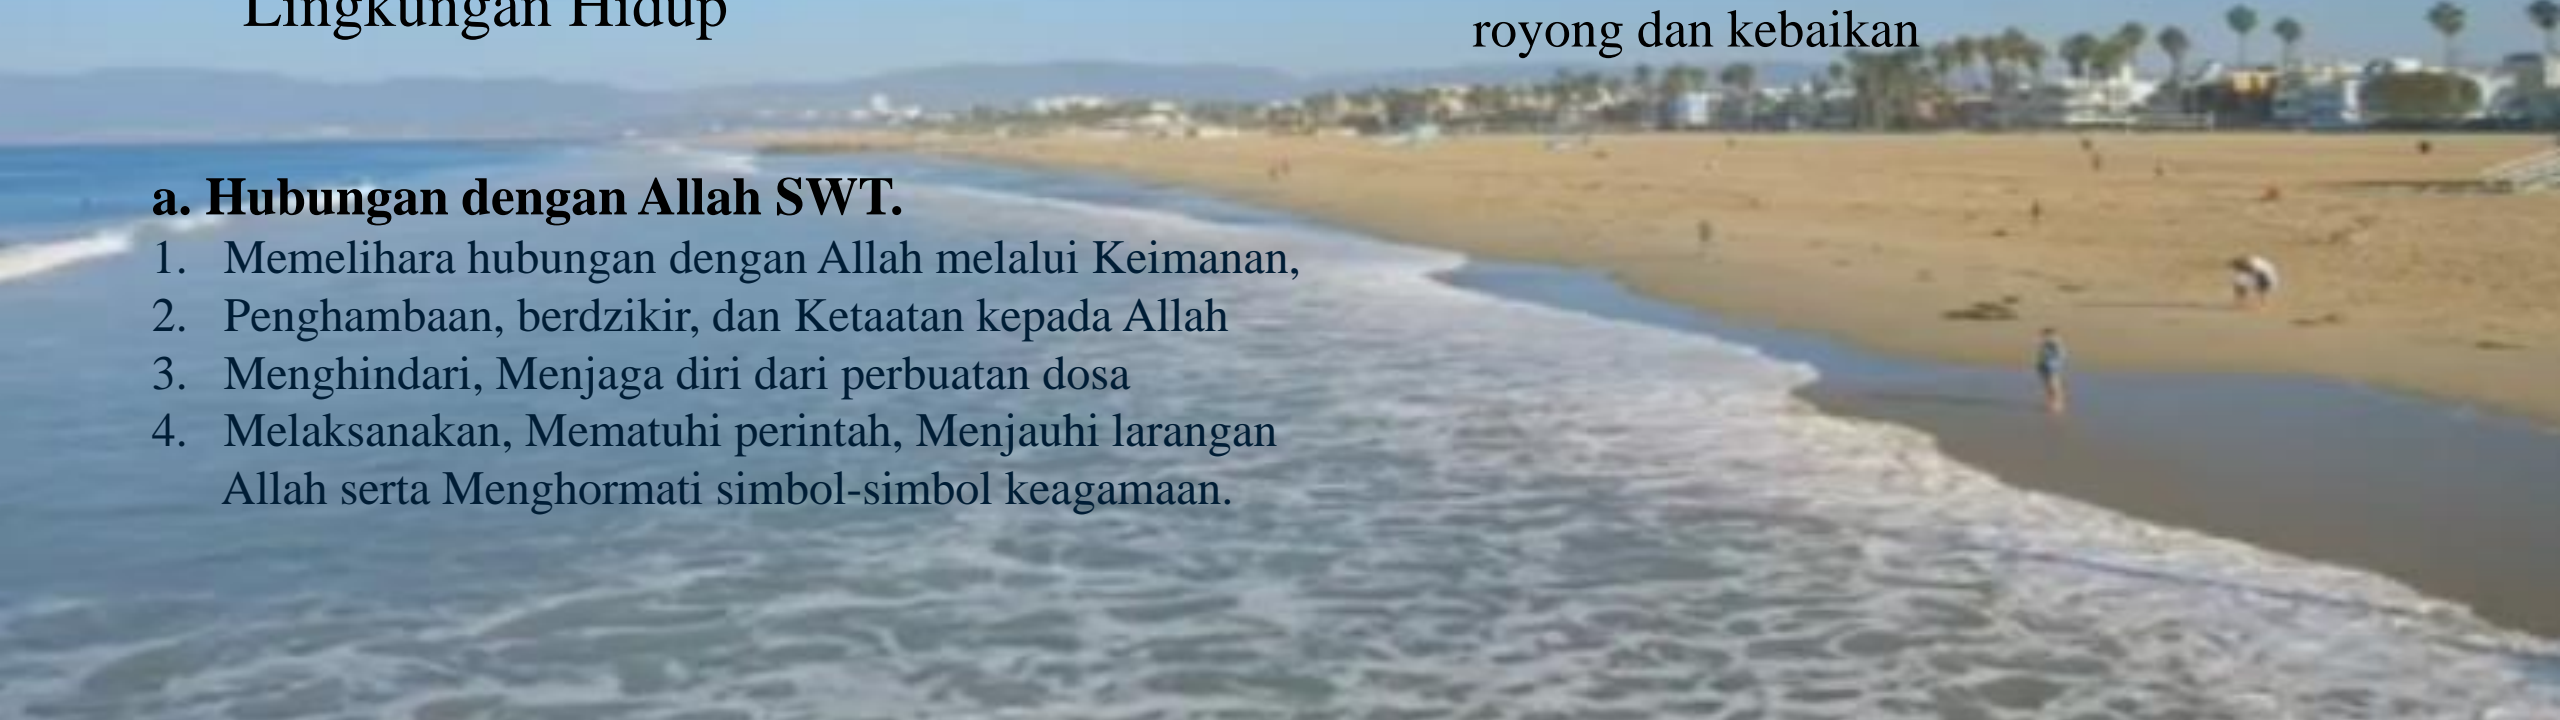 Lingkungan Hidup
royong dan kebaikan
a. Hubungan dengan Allah SWT.
1. Memelihara hubungan dengan Allah melalui Keimanan,
2. Penghambaan, berdzikir, dan Ketaatan kepada Allah
3. Menghindari, Menjaga diri dari perbuatan dosa
4. Melaksanakan, Mematuhi perintah, Menjauhi larangan
Allah serta Menghormati simbol-simbol keagamaan.